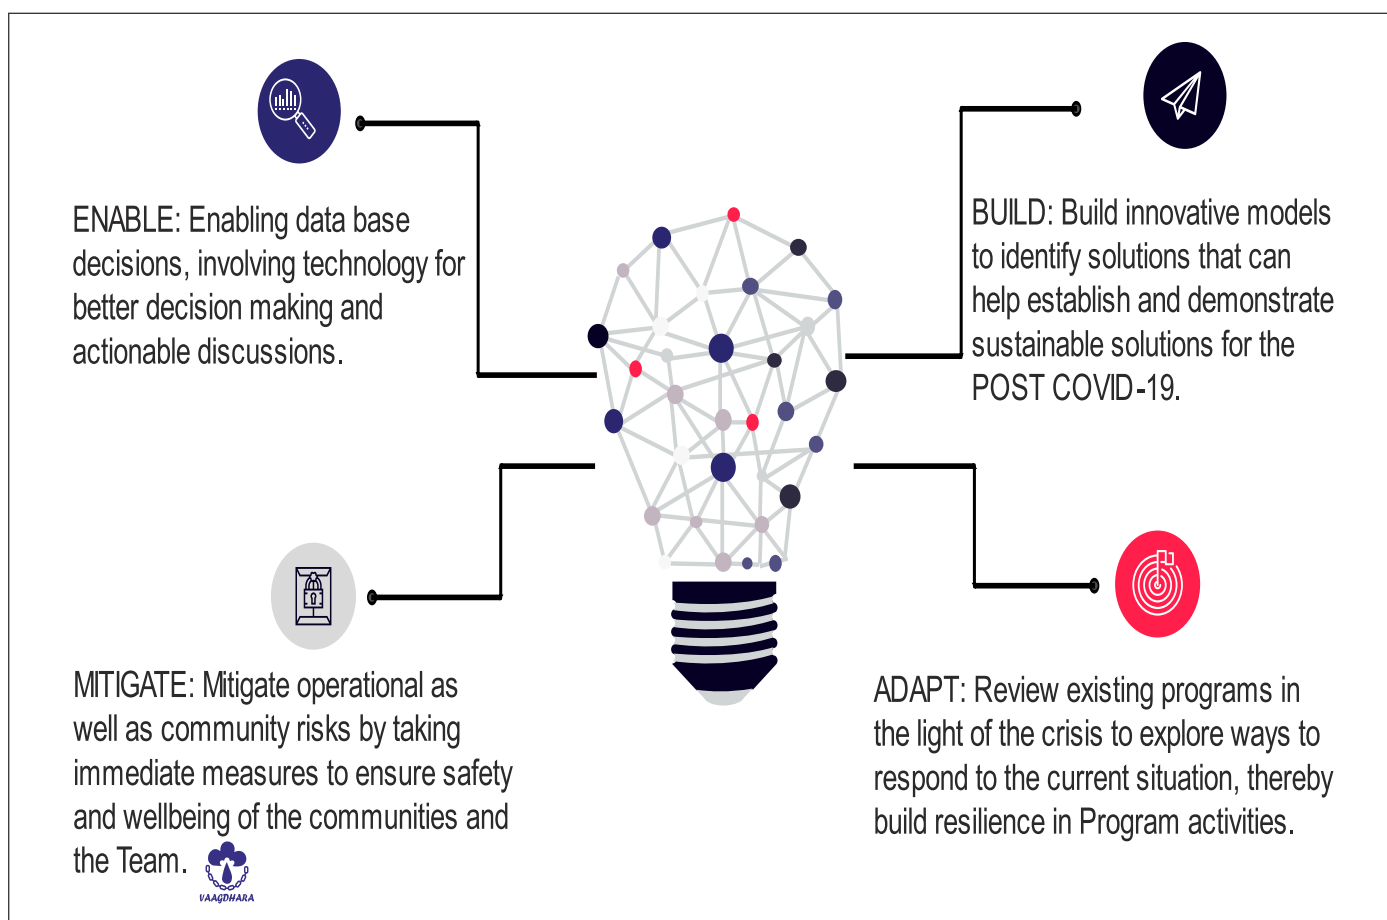 ENABLE: Enabling data base
decisions, involving technology for
better decision making and
actionable discussions.
BUILD: Build innovative models
to identify solutions that can
help establish and demonstrate
sustainable solutions for the
POST COVID-19.
MITIGATE: Mitigate operational as
well as community risks by taking
immediate measures to ensure safety
and wellbeing of the communities and
the Team.
VAAGDHARA
ADAPT: Review existing programs in
the light of the crisis to explore ways to
respond to the current situation, thereby
build resilience in Program activities.